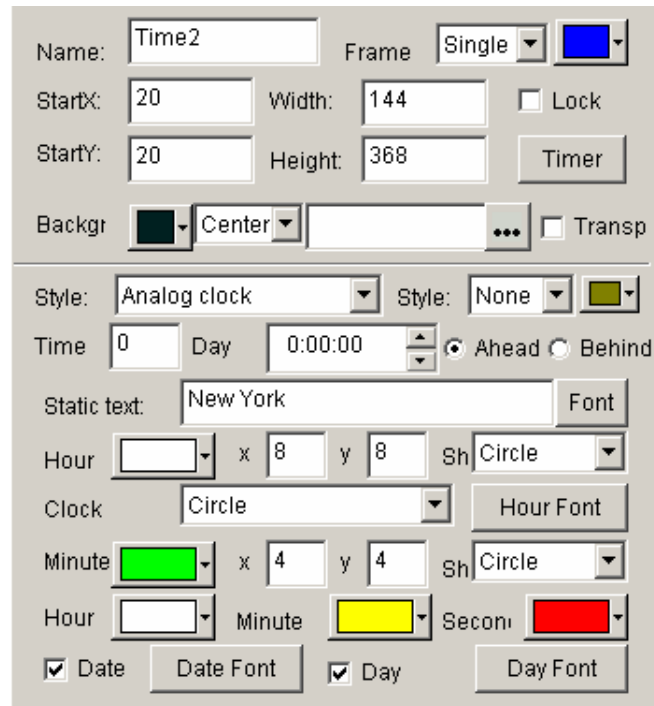 Name: Time2 Frame Single
StartX: 20 Width: 144 Lock
StartY: 20 Height: 368 Timer
Backgr Center ... Transp
Style: Analog clock Style: None
Time 0 Day 0:00:00 Ahead Behind
Static text: New York Font
Hour x 8 y 8 Sh Circle
Clock Circle Hour Font
Minute x 4 y 4 Sh Circle
Hour Minute Secon
Date Date Font Day Day Font